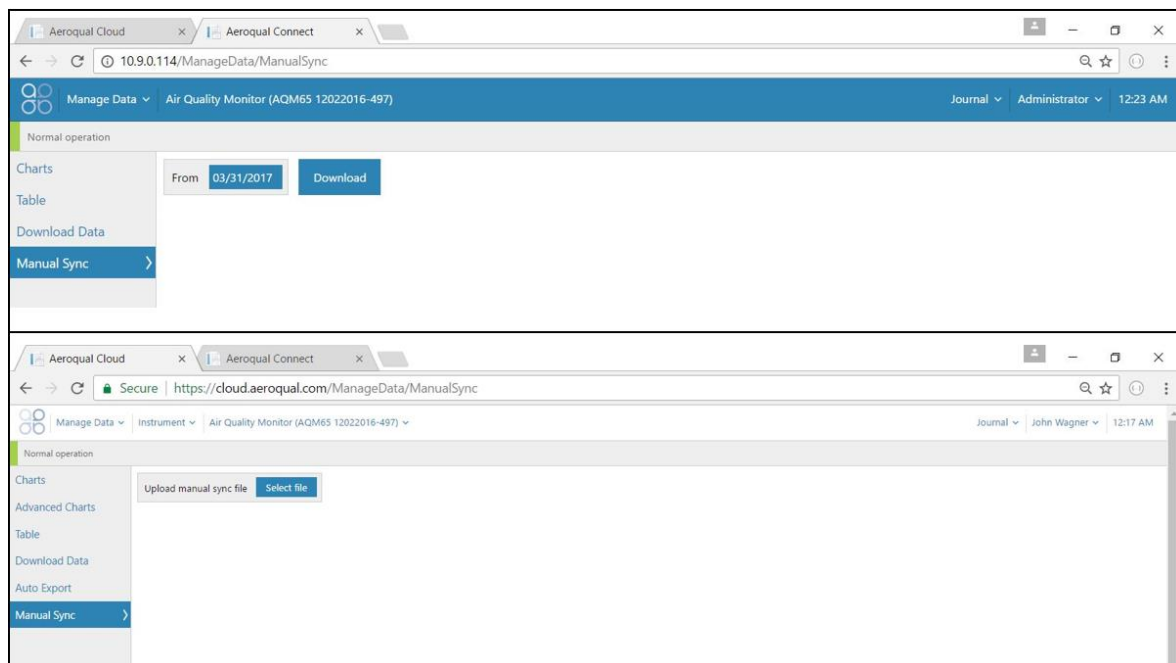 Aeroqual Cloud Aeroqual Connect
10.9.0.114/ManageData/ManualSync
Manage Data Air Quality Monitor (AQM65 12022016-497) Journal Administrator 12:23 AM
Normal operation
Charts
From 03/31/2017 Download
Table
Download Data
Manual Sync
Aeroqual Cloud Aeroqual Connect
Secure https://cloud.aeroqual.com/ManageData/ManualSync
Manage Data Instrument Air Quality Monitor (AQM65 12022016-497) Journal John Wagner 12:17 AM
Normal operation
Charts
Upload manual sync file Select file
Advanced Charts
Table
Download Data
Auto Export
Manual Sync